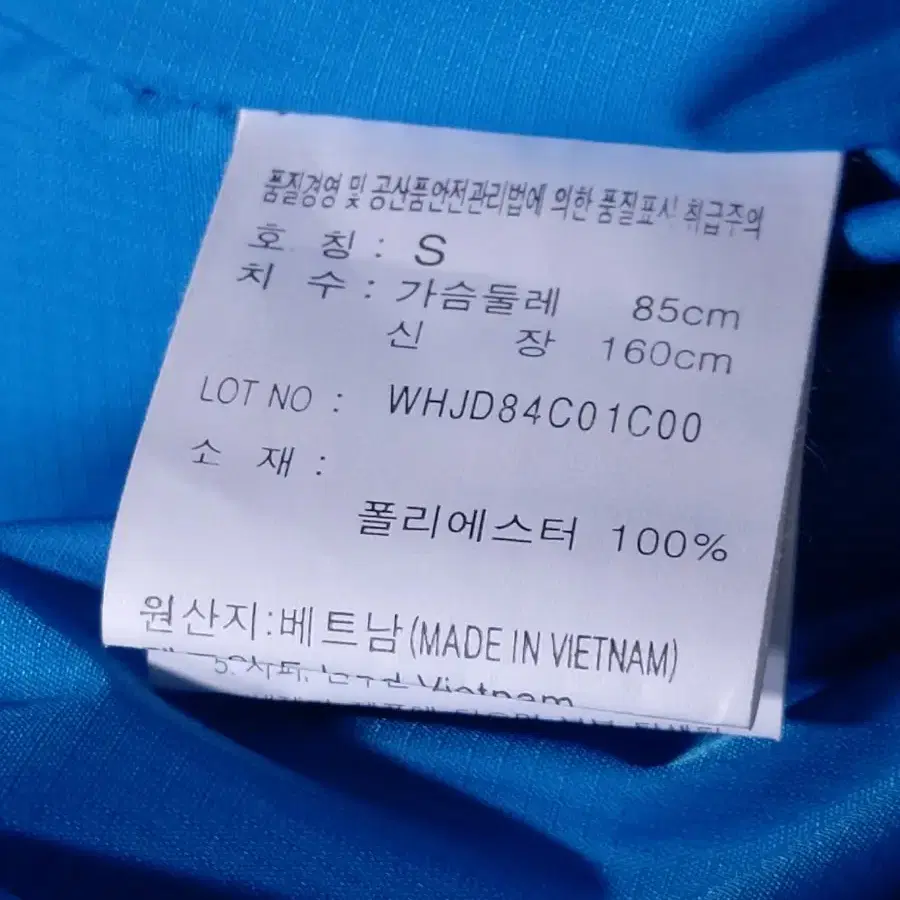 품질경영 및 공산품안전관리법에 의한 품질표시 취급주의
호 칭 : S
치 수 : 가슴둘레 85cm
신 장 160cm
LOT NO : WHJD84C01C00
소 재 :
폴리에스터 100%
원산지:베트남(MADE IN VIETNAM)
Vietnam